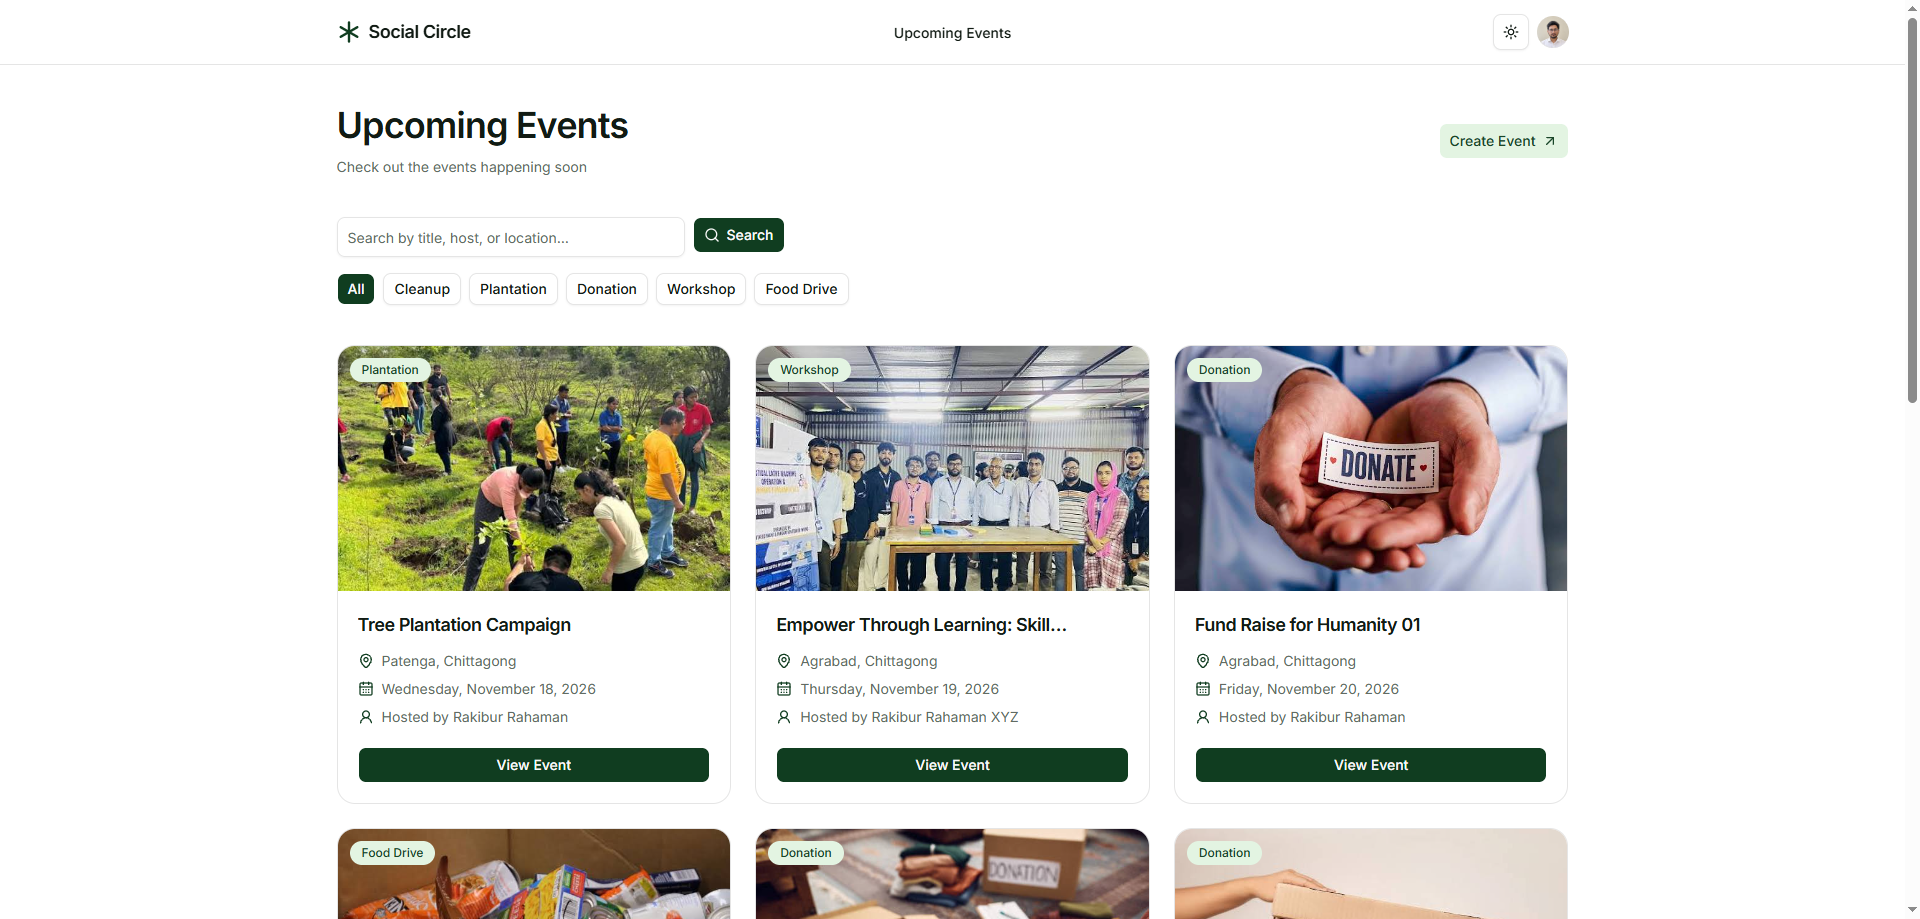 Social Circle
Upcoming Events
Upcoming Events
Check out the events happening soon
Create Event
Search by title, host, or location...
Search
All
Cleanup
Plantation
Donation
Workshop
Food Drive
Plantation
Workshop
Donation
DONATE
Tree Plantation Campaign
Patenga, Chittagong
Wednesday, November 18, 2026
Hosted by Rakibur Rahaman
View Event
Empower Through Learning: Skill...
Agrabad, Chittagong
Thursday, November 19, 2026
Hosted by Rakibur Rahaman XYZ
View Event
Fund Raise for Humanity 01
Agrabad, Chittagong
Friday, November 20, 2026
Hosted by Rakibur Rahaman
View Event
Food Drive
Donation
DONATION
Donation